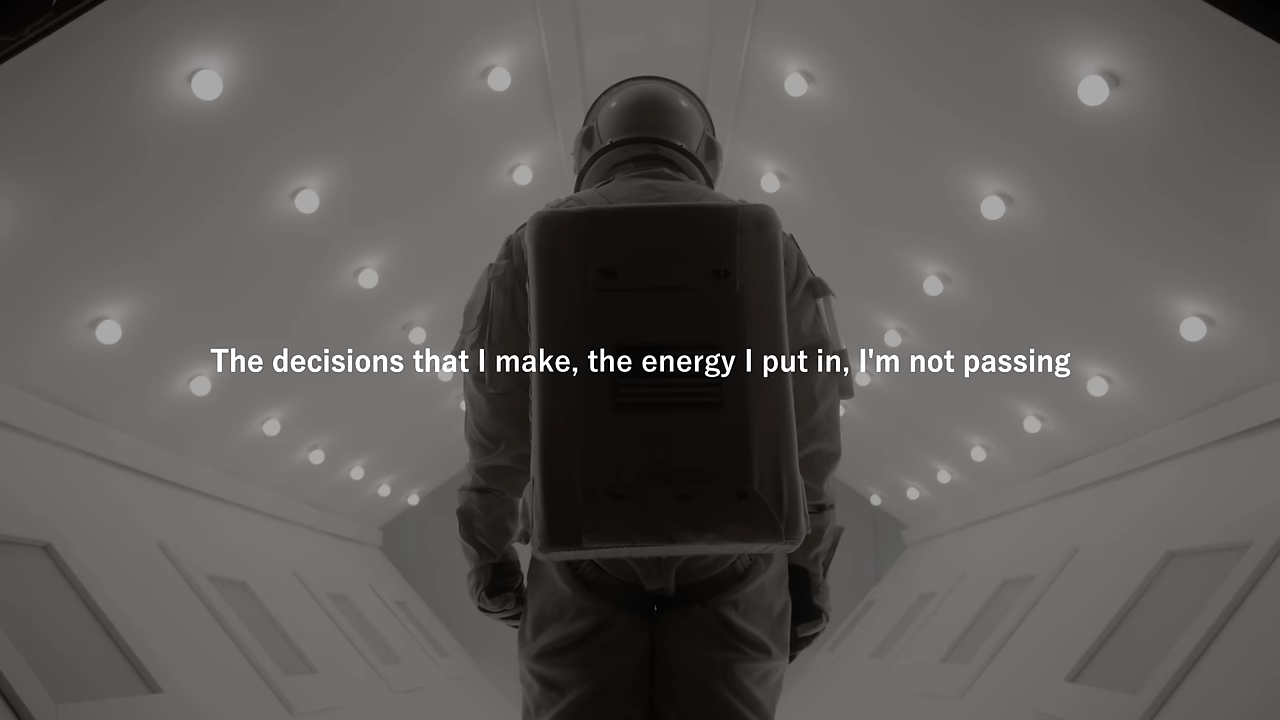 The decisions that I make, the energy I put in, I'm not passing